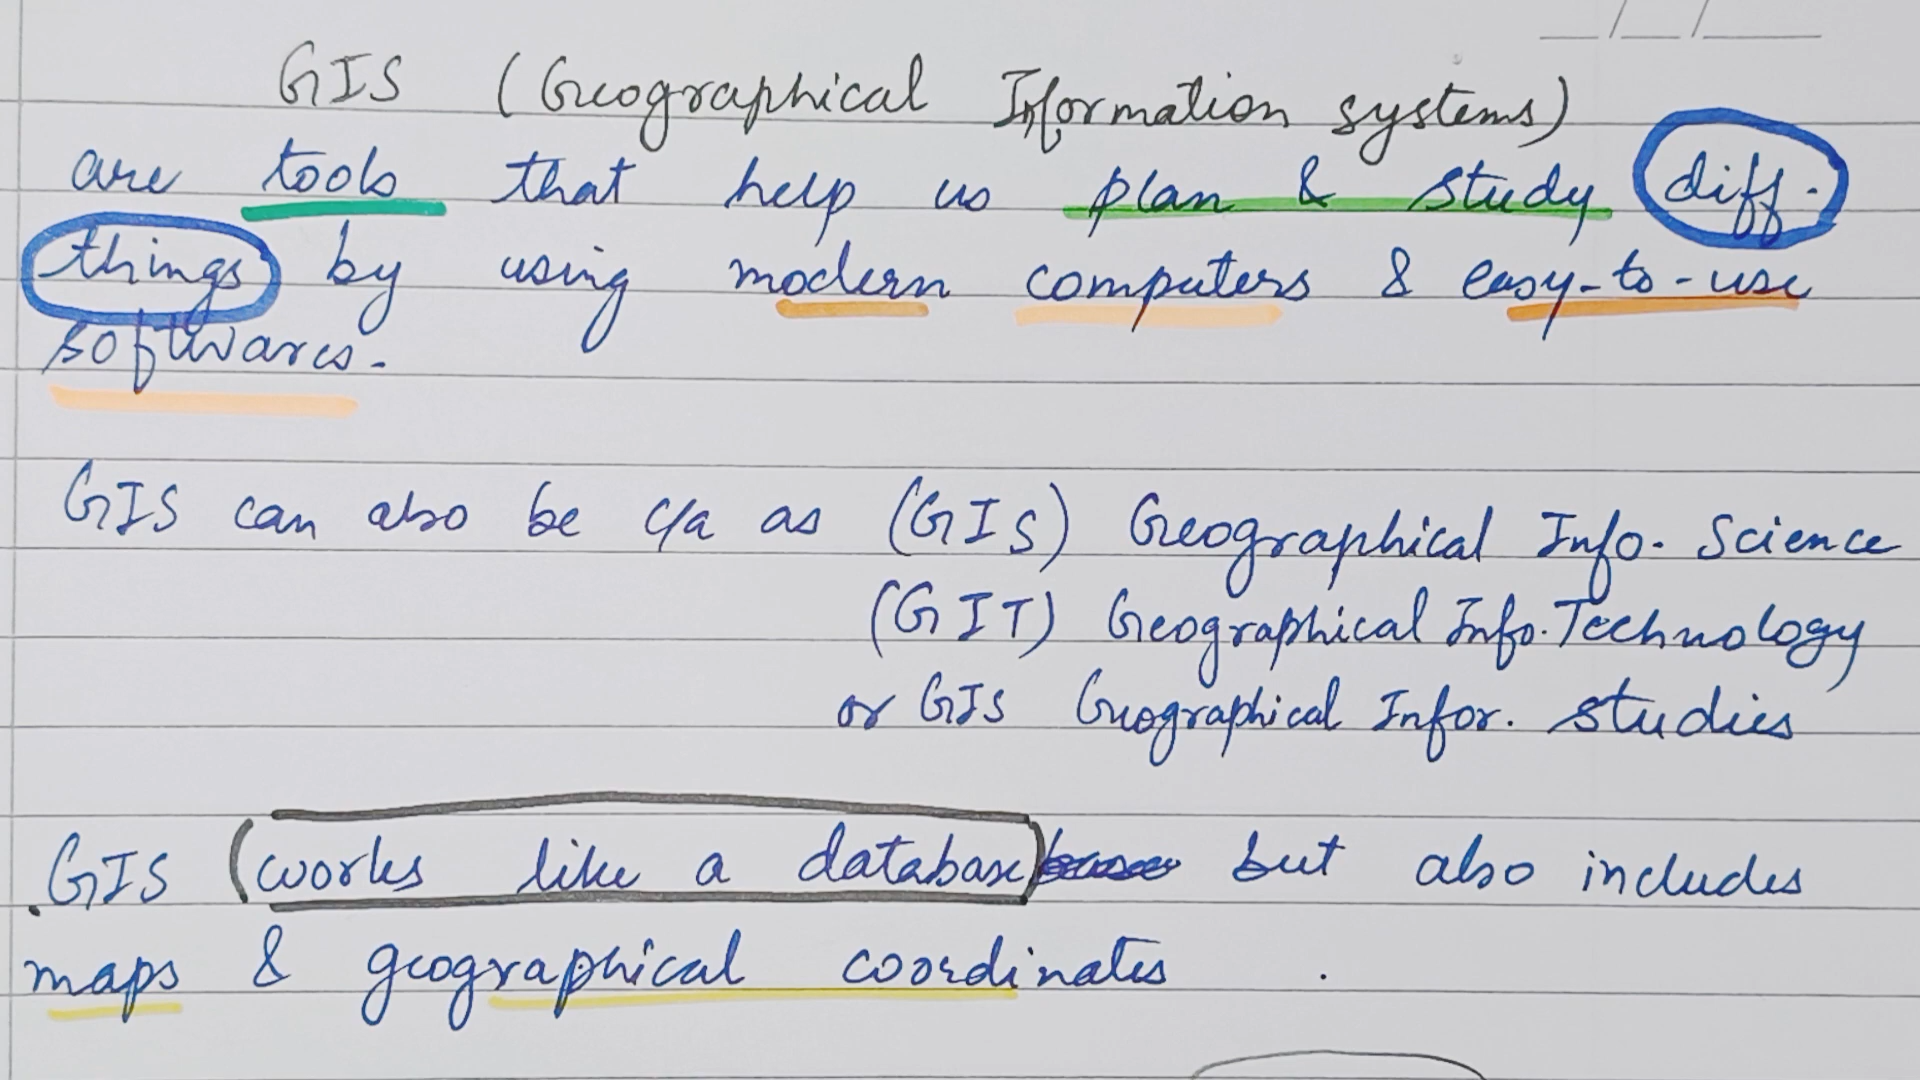 GIS (Geographical Information systems)
are tools that help us plan & study diff.
things by using modern computers & easy-to-use
softwares.
GIS can also be c/a as (GIS) Geographical Info. Science
(GIT) Geographical Info. Technology
or GIS Geographical Infor. studies
GIS (works like a database) but also includes
maps & geographical coordinates .